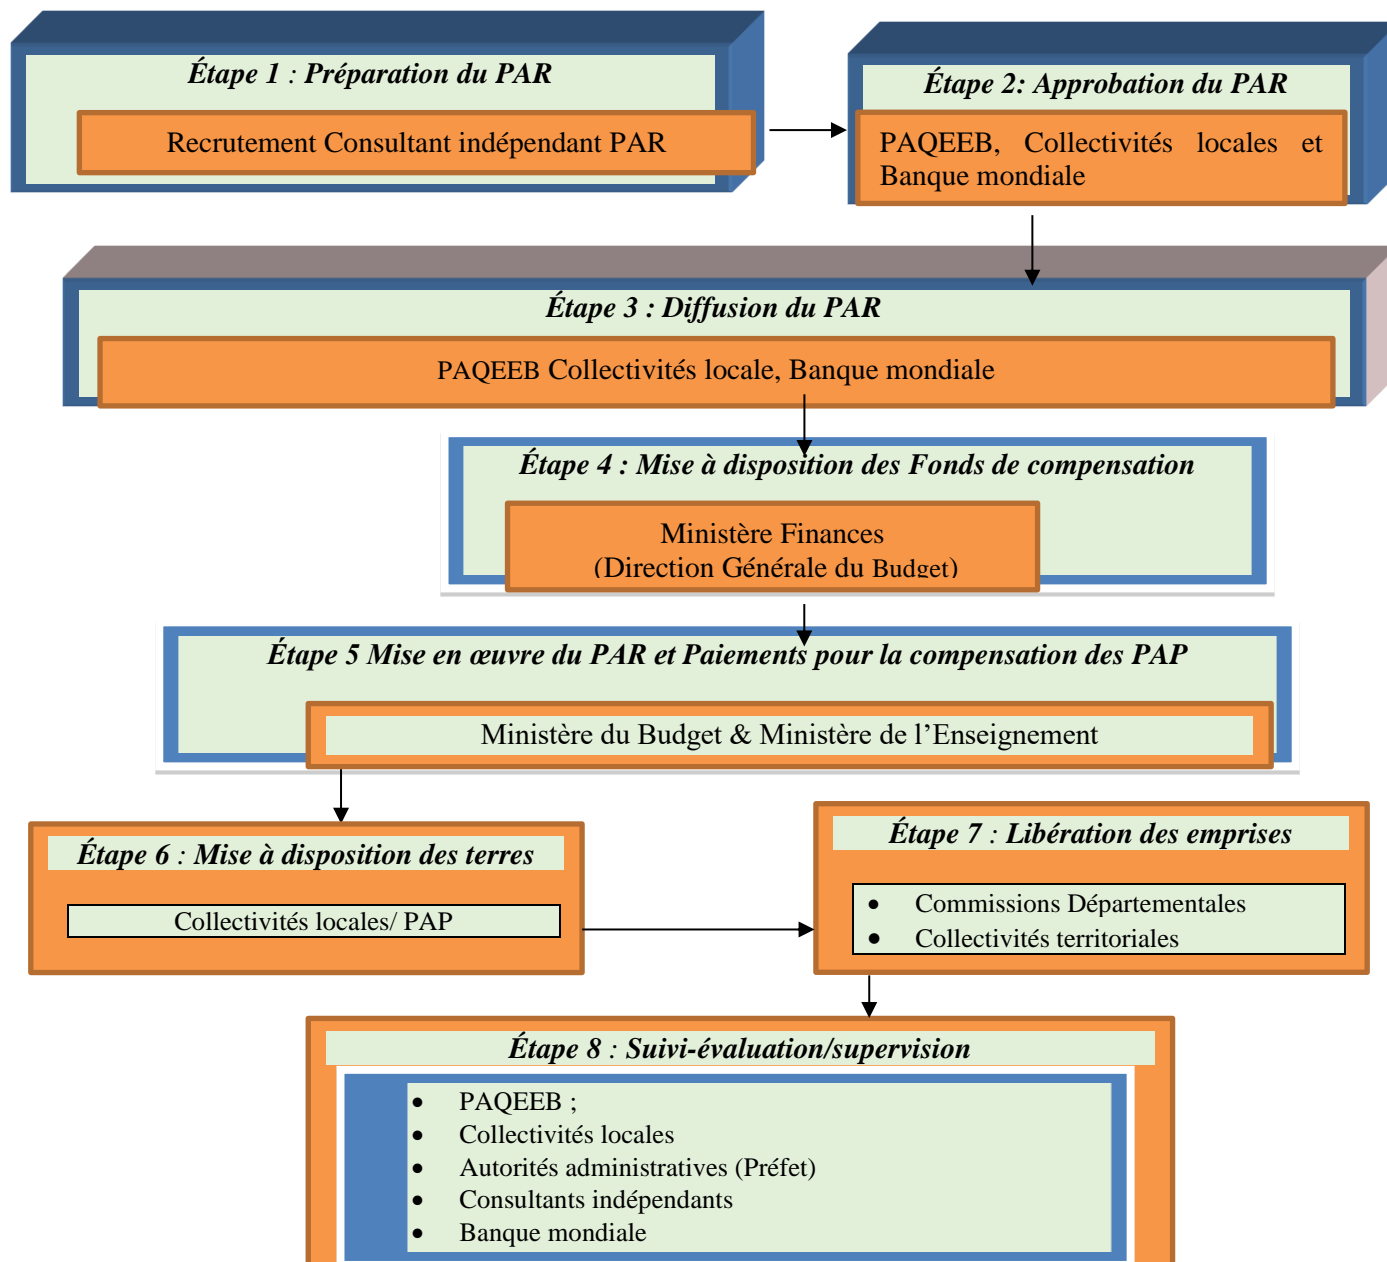 Étape 1 : Préparation du PAR
Recrutement Consultant indépendant PAR
Étape 2: Approbation du PAR
PAQEEB, Collectivités locales et
Banque mondiale
Étape 3 : Diffusion du PAR
PAQEEB Collectivités locale, Banque mondiale
Étape 4 : Mise à disposition des Fonds de compensation
Ministère Finances
(Direction Générale du Budget)
Étape 5 Mise en œuvre du PAR et Paiements pour la compensation des PAP
Ministère du Budget & Ministère de l’Enseignement
Étape 6 : Mise à disposition des terres
Collectivités locales/ PAP
Étape 7 : Libération des emprises
• Commissions Départementales
• Collectivités territoriales
Étape 8 : Suivi-évaluation/supervision
• PAQEEB ;
• Collectivités locales
• Autorités administratives (Préfet)
• Consultants indépendants
• Banque mondiale